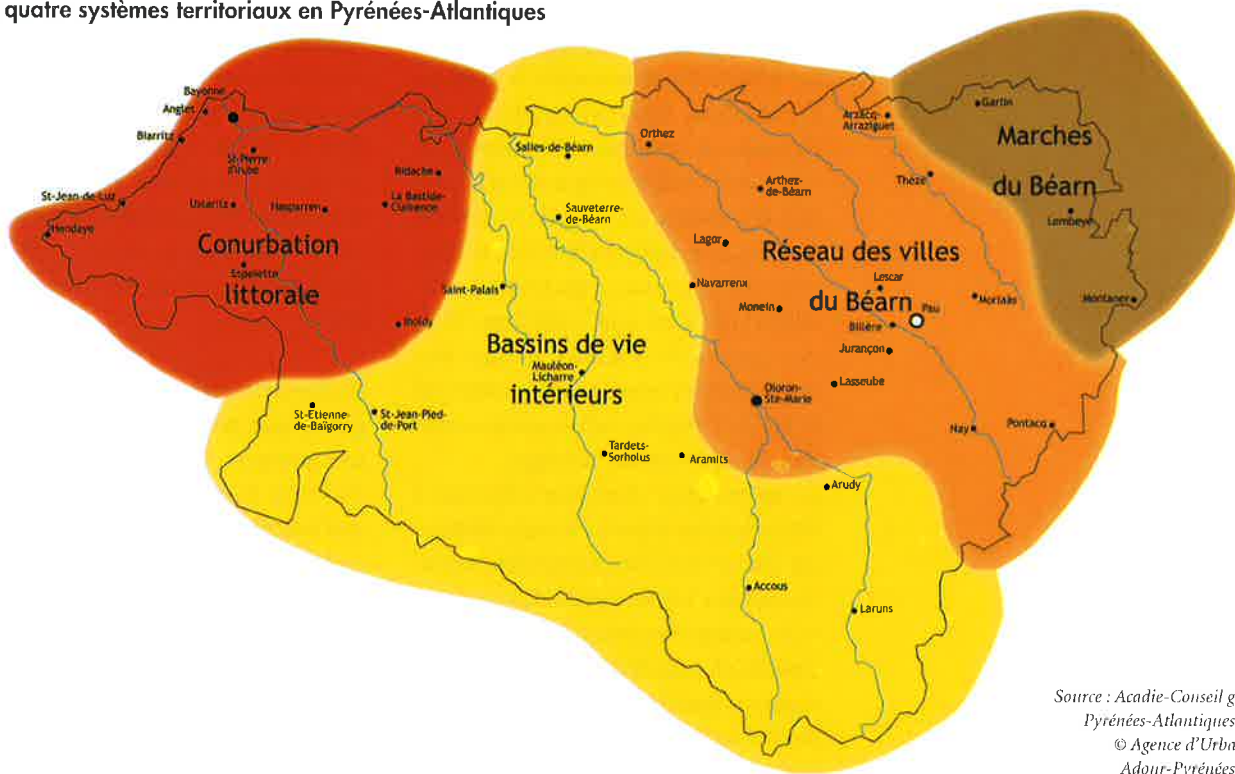 quatre systèmes territoriaux en Pyrénées-Atlantiques
Bayonne
Anglet
Biarritz
St-Pierre
d'Irube
Bidache
St-Jean-de-Luz
Ustaritz
Hasparren
La Bastide-
Clairence
Hendaye
Conurbation
littorale
Espelette
Iholdy
Salies-de-Béarn
Sauveterre-
de-Béarn
Saint-Palais
Bassins de vie
intérieurs
Mauléon-
Licharre
St-Etienne-
de-Baïgorry
St-Jean-Pied-
de-Port
Tardets-
Sorholus
Aramits
Arudy
Accous
Laruns
Orthez
Arthez-
de-Béarn
Arzacq-
Arraziguet
Thèze
Lagor
Réseau des villes
du Béarn
Navarrenx
Monein
Lescar
Morlaàs
Pau
Billère
Jurançon
Lasseube
Oloron-
Ste-Marie
Nay
Pontacq
Garlin
Marches
du Béarn
Lembeye
Montaner
Source : Acadie-Conseil g
Pyrénées-Atlantiques
© Agence d'Urba
Adour-Pyrénées